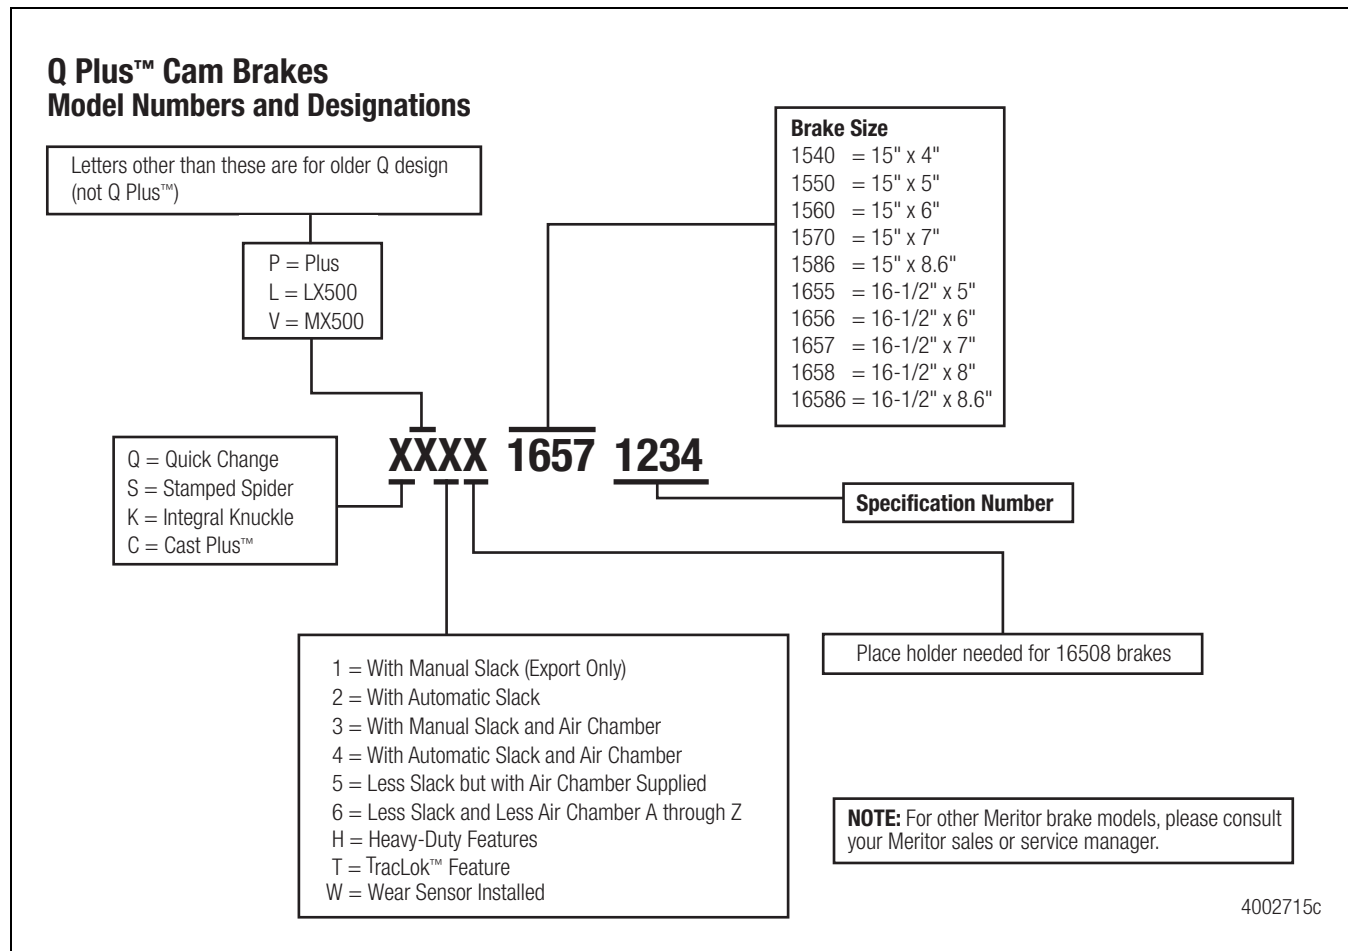 Q Plus™ Cam Brakes
Model Numbers and Designations
Letters other than these are for older Q design
(not Q Plus™)
P = Plus
L = LX500
V = MX500
Brake Size
1540 = 15" x 4"
1550 = 15" x 5"
1560 = 15" x 6"
1570 = 15" x 7"
1586 = 15" x 8.6"
1655 = 16-1/2" x 5"
1656 = 16-1/2" x 6"
1657 = 16-1/2" x 7"
1658 = 16-1/2" x 8"
16586 = 16-1/2" x 8.6"
XXXX 1657 1234
Q = Quick Change
S = Stamped Spider
K = Integral Knuckle
C = Cast Plus™
Specification Number
1 = With Manual Slack (Export Only)
2 = With Automatic Slack
3 = With Manual Slack and Air Chamber
4 = With Automatic Slack and Air Chamber
5 = Less Slack but with Air Chamber Supplied
6 = Less Slack and Less Air Chamber A through Z
H = Heavy-Duty Features
T = TracLok™ Feature
W = Wear Sensor Installed
Place holder needed for 16508 brakes
NOTE: For other Meritor brake models, please consult
your Meritor sales or service manager.
4002715c